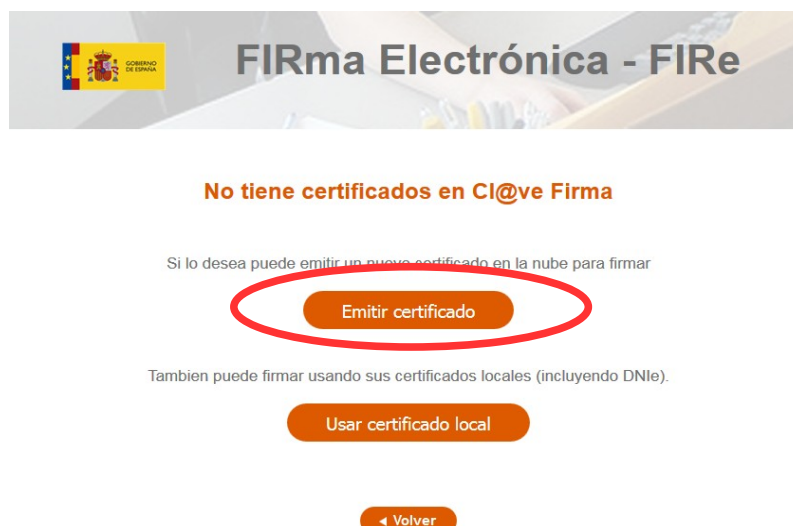 GOBIERNO
DE ESPAÑA
FIRma Electrónica - FIRe
No tiene certificados en Cl@ve Firma
Si lo desea puede emitir un nuevo certificado en la nube para firmar
Emitir certificado
Tambien puede firmar usando sus certificados locales (incluyendo DNIe).
Usar certificado local
Volver